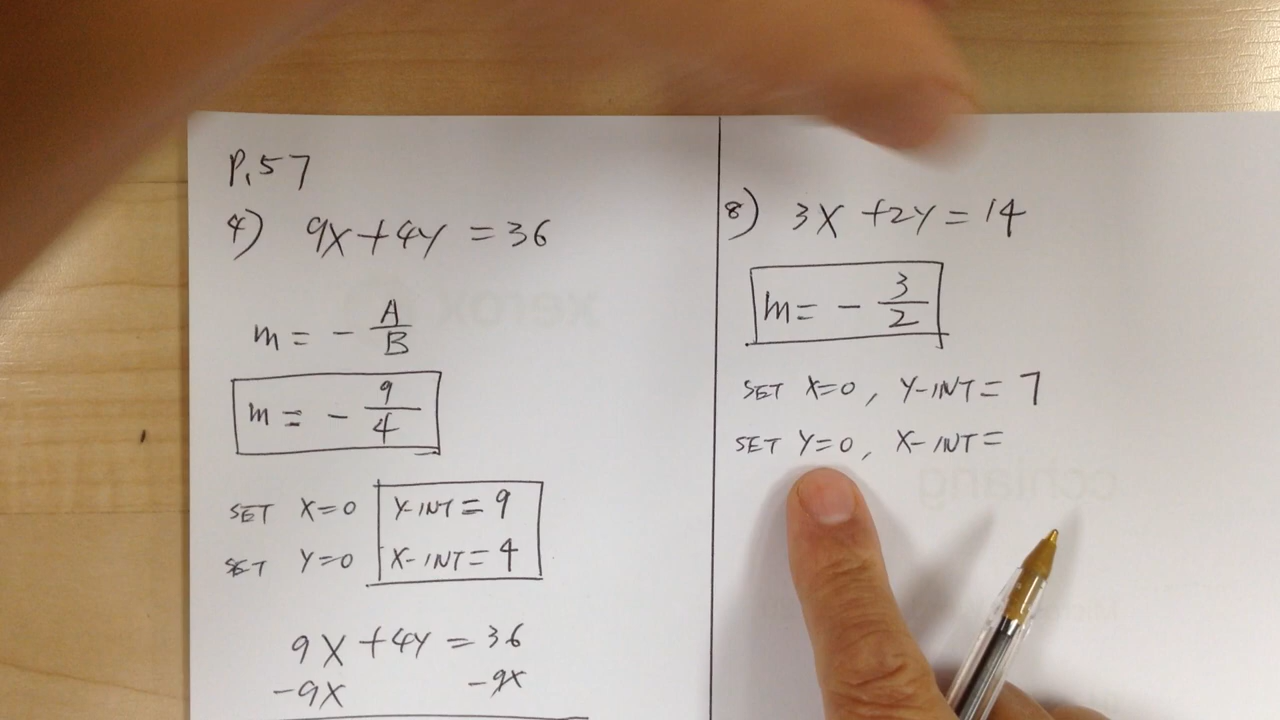 P.57
4) 9X+4Y=36
m = - A/B
m = - 9/4
SET X=0 Y-INT = 9
SET Y=0 X-INT = 4
9X+4Y=36
-9X -9X
8) 3X+2Y=14
m = - 3/2
SET X=0, Y-INT = 7
SET Y=0, X-INT =
xerox